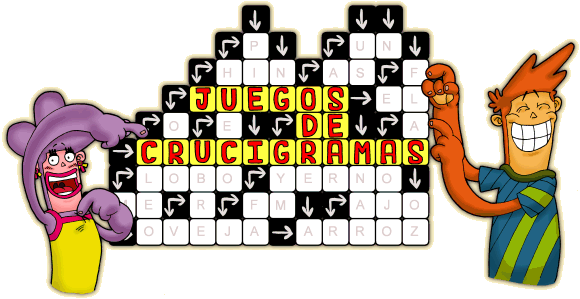 P U N
H I N A S F
JUEGOS E L
O E DE A
CRUCIGRAMAS
L O B O Y E R N O
E R F M A J O
O V E J A A R R O Z